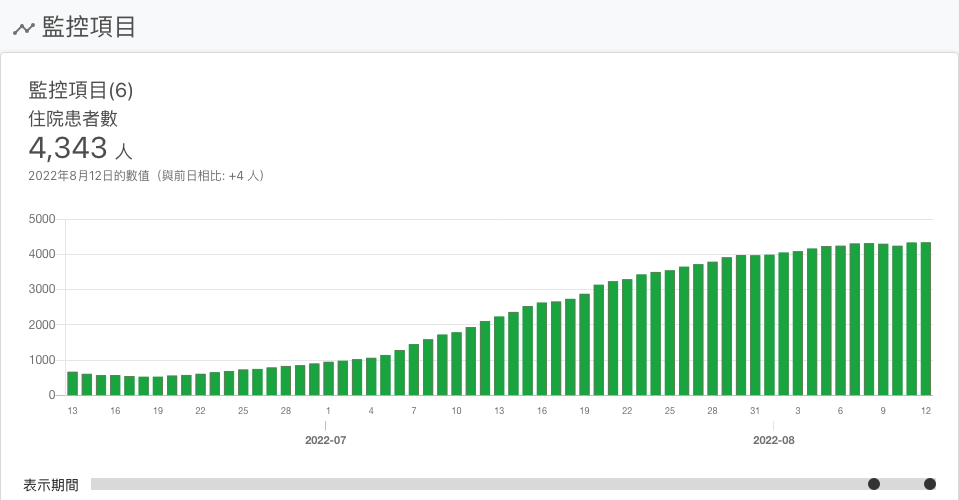 監控項目
監控項目(6)
住院患者數
4,343 人
2022年8月12日的數值（與前日相比: +4 人）
5000
4000
3000
2000
1000
0
13 16 19 22 25 28 1 4 7 10 13 16 19 22 25 28 31 3 6 9 12
2022-07 2022-08
表示期間